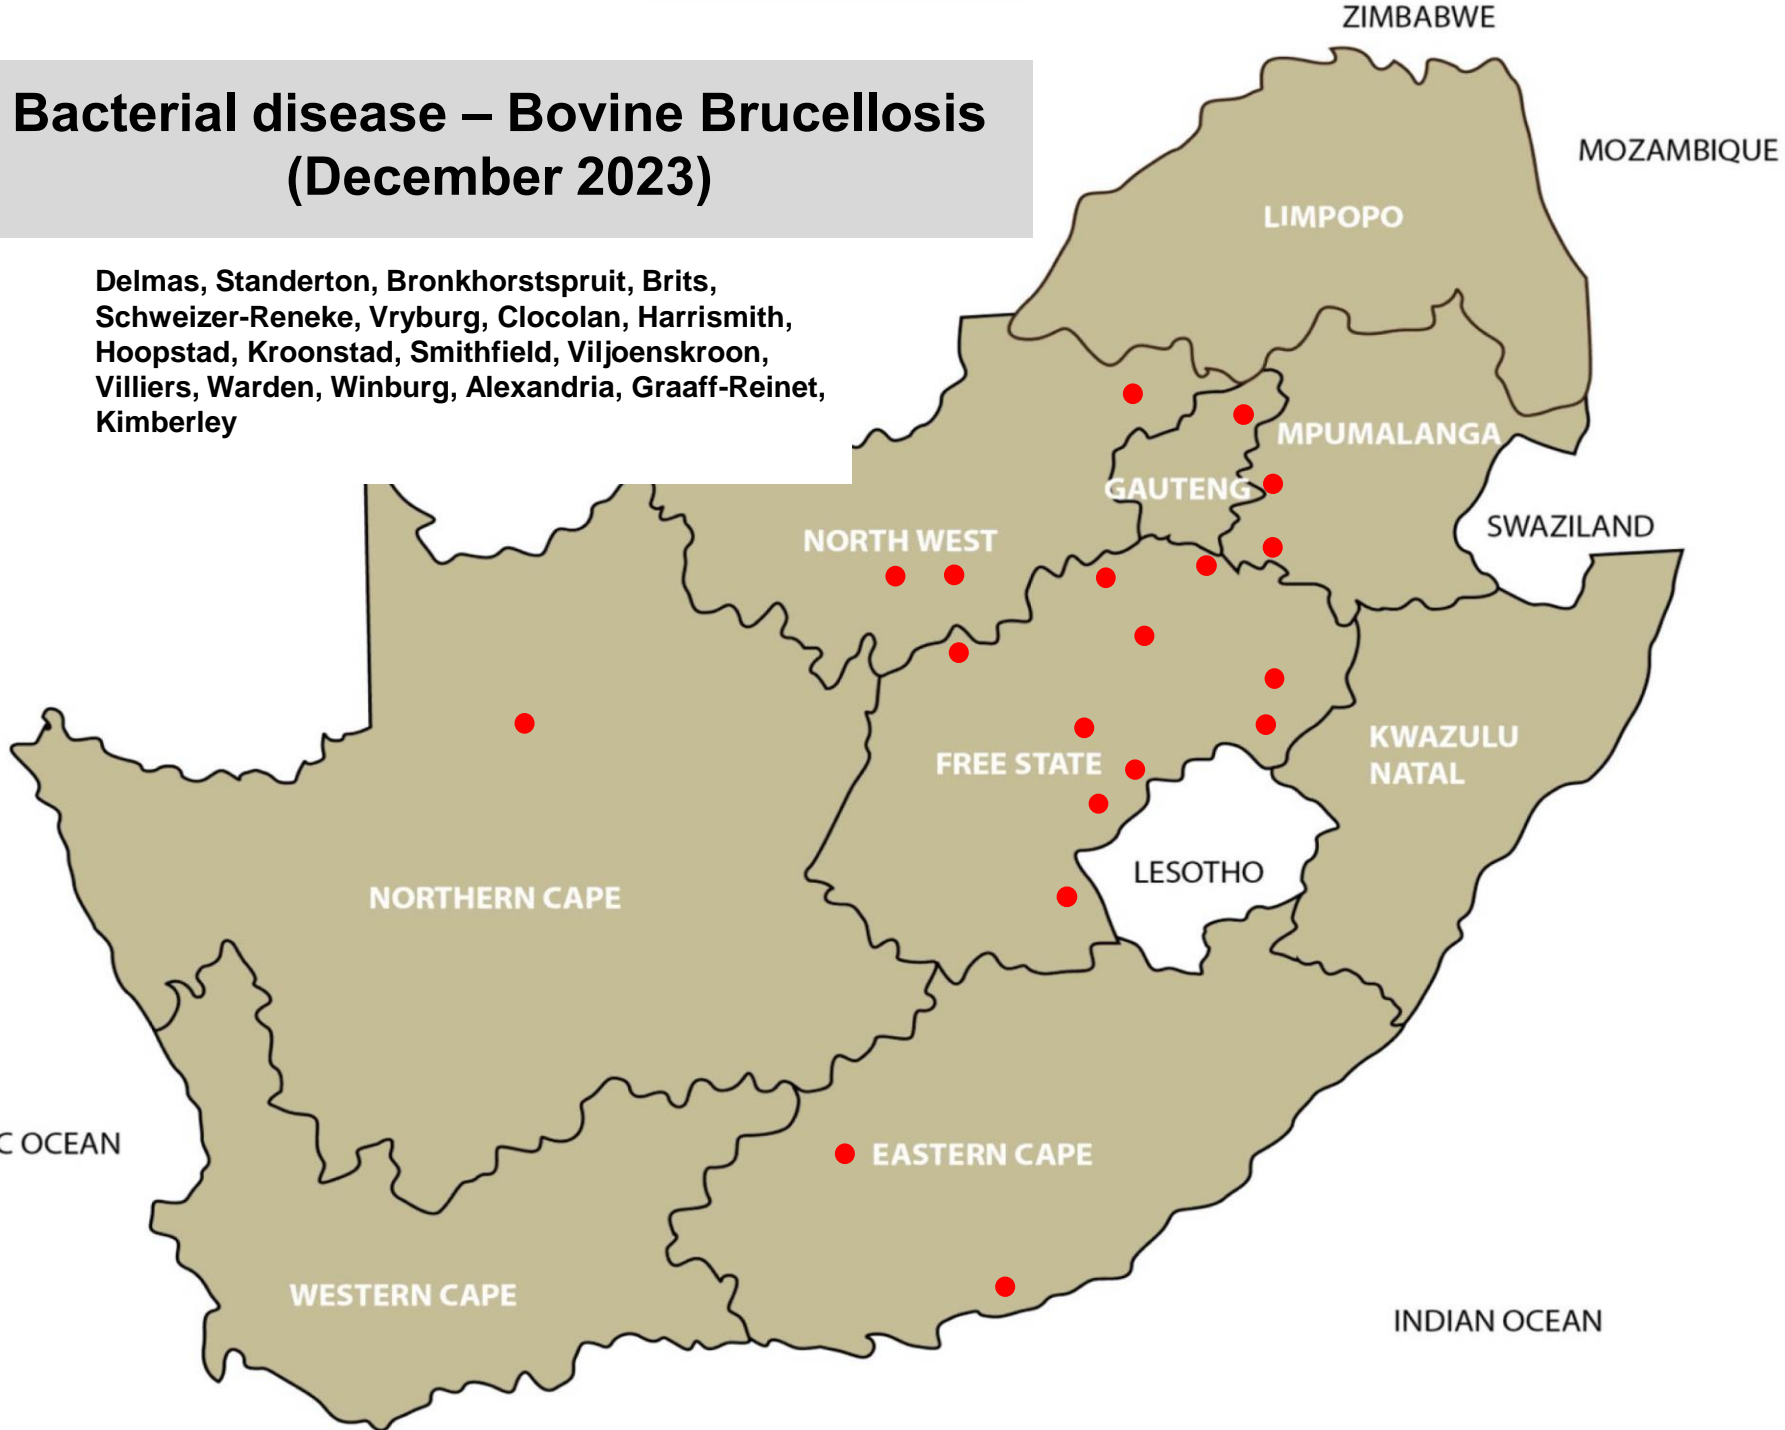 ZIMBABWE
Bacterial disease – Bovine Brucellosis
(December 2023)
MOZAMBIQUE
LIMPOPO
Delmas, Standerton, Bronkhorstspruit, Brits,
Schweizer-Reneke, Vryburg, Clocolan, Harrismith,
Hoopstad, Kroonstad, Smithfield, Viljoenskroon,
Villiers, Warden, Winburg, Alexandria, Graaff-Reinet,
Kimberley
MPUMALANGA
GAUTENG
SWAZILAND
NORTH WEST
KWAZULU
NATAL
FREE STATE
LESOTHO
NORTHERN CAPE
C OCEAN
EASTERN CAPE
WESTERN CAPE
INDIAN OCEAN